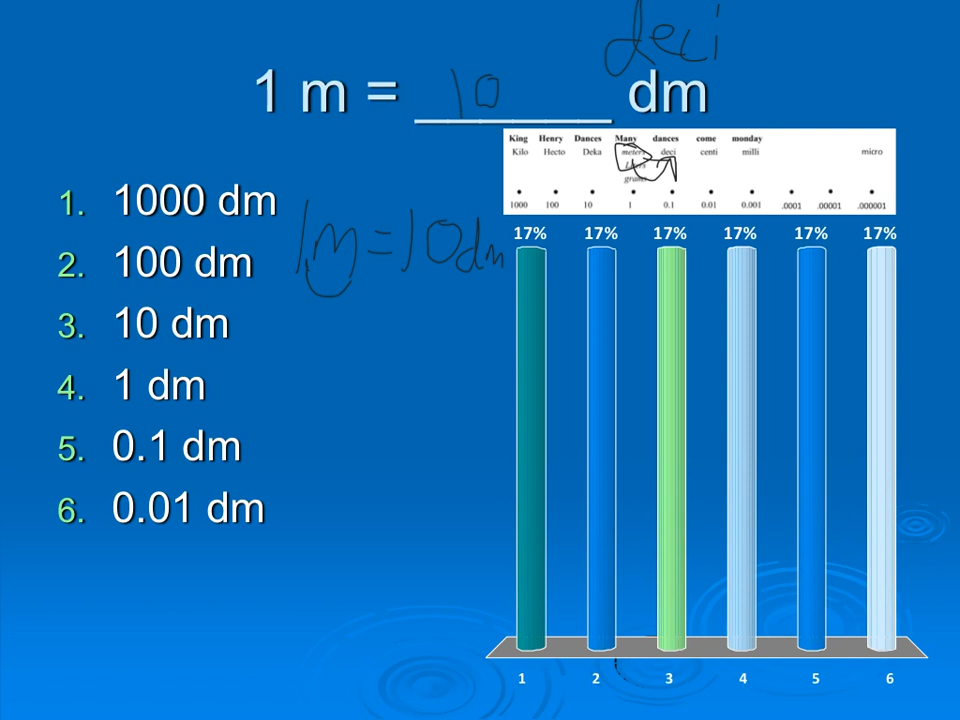 deci
1 m = 10 dm
King Henry Dances Many dances come monday
Kilo Hecto Deka meters deci centi milli micro
Liters
grams
1000 100 10 1 0.1 0.01 0.001 .0001 .00001 .000001
1. 1000 dm
2. 100 dm
3. 10 dm
4. 1 dm
5. 0.1 dm
6. 0.01 dm
1m=10dm
17% 17% 17% 17% 17% 17%
1 2 3 4 5 6